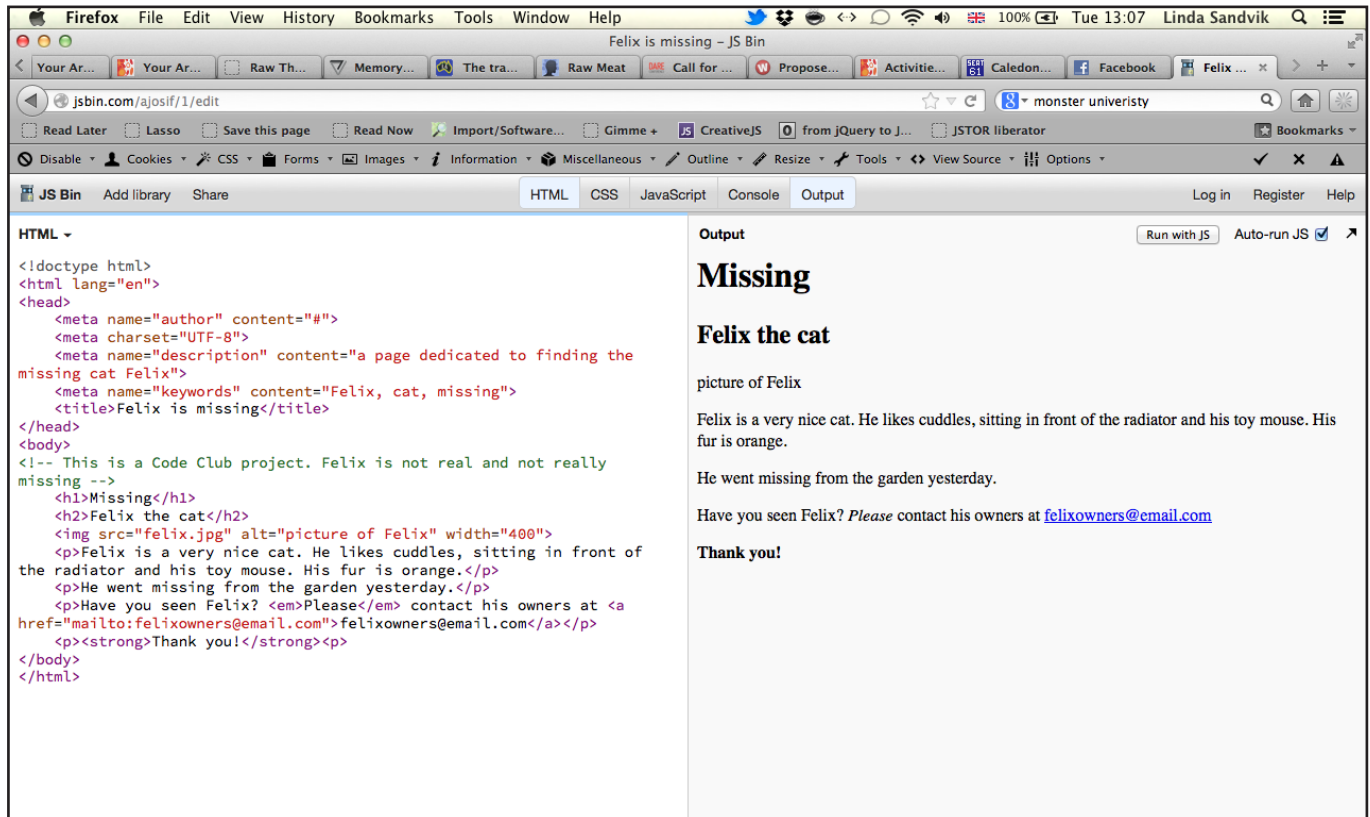 Firefox File Edit View History Bookmarks Tools Window Help 100% Tue 13:07 Linda Sandvik
Felix is missing – JS Bin
Your Ar... Your Ar... Raw Th... Memory... The tra... Raw Meat Call for ... Propose... Activitie... Caledon... Facebook Felix ...
jsbin.com/ajosif/1/edit monster univeristy
Read Later Lasso Save this page Read Now Import/Software... Gimme + CreativeJS from jQuery to J... JSTOR liberator Bookmarks
Disable Cookies CSS Forms Images Information Miscellaneous Outline Resize Tools View Source Options
JS Bin Add library Share HTML CSS JavaScript Console Output Log in Register Help
HTML
<!doctype html>
<html lang="en">
<head>
<meta name="author" content="#">
<meta charset="UTF-8">
<meta name="description" content="a page dedicated to finding the
missing cat Felix">
<meta name="keywords" content="Felix, cat, missing">
<title>Felix is missing</title>
</head>
<body>
<!-- This is a Code Club project. Felix is not real and not really
missing -->
<h1>Missing</h1>
<h2>Felix the cat</h2>
<img src="felix.jpg" alt="picture of Felix" width="400">
<p>Felix is a very nice cat. He likes cuddles, sitting in front of
the radiator and his toy mouse. His fur is orange.</p>
<p>He went missing from the garden yesterday.</p>
<p>Have you seen Felix? <em>Please</em> contact his owners at <a
href="mailto:felixowners@email.com">felixowners@email.com</a></p>
<p><strong>Thank you!</strong><p>
</body>
</html>
Output Run with JS Auto-run JS
Missing
Felix the cat
picture of Felix
Felix is a very nice cat. He likes cuddles, sitting in front of the radiator and his toy mouse. His
fur is orange.
He went missing from the garden yesterday.
Have you seen Felix? Please contact his owners at felixowners@email.com
Thank you!